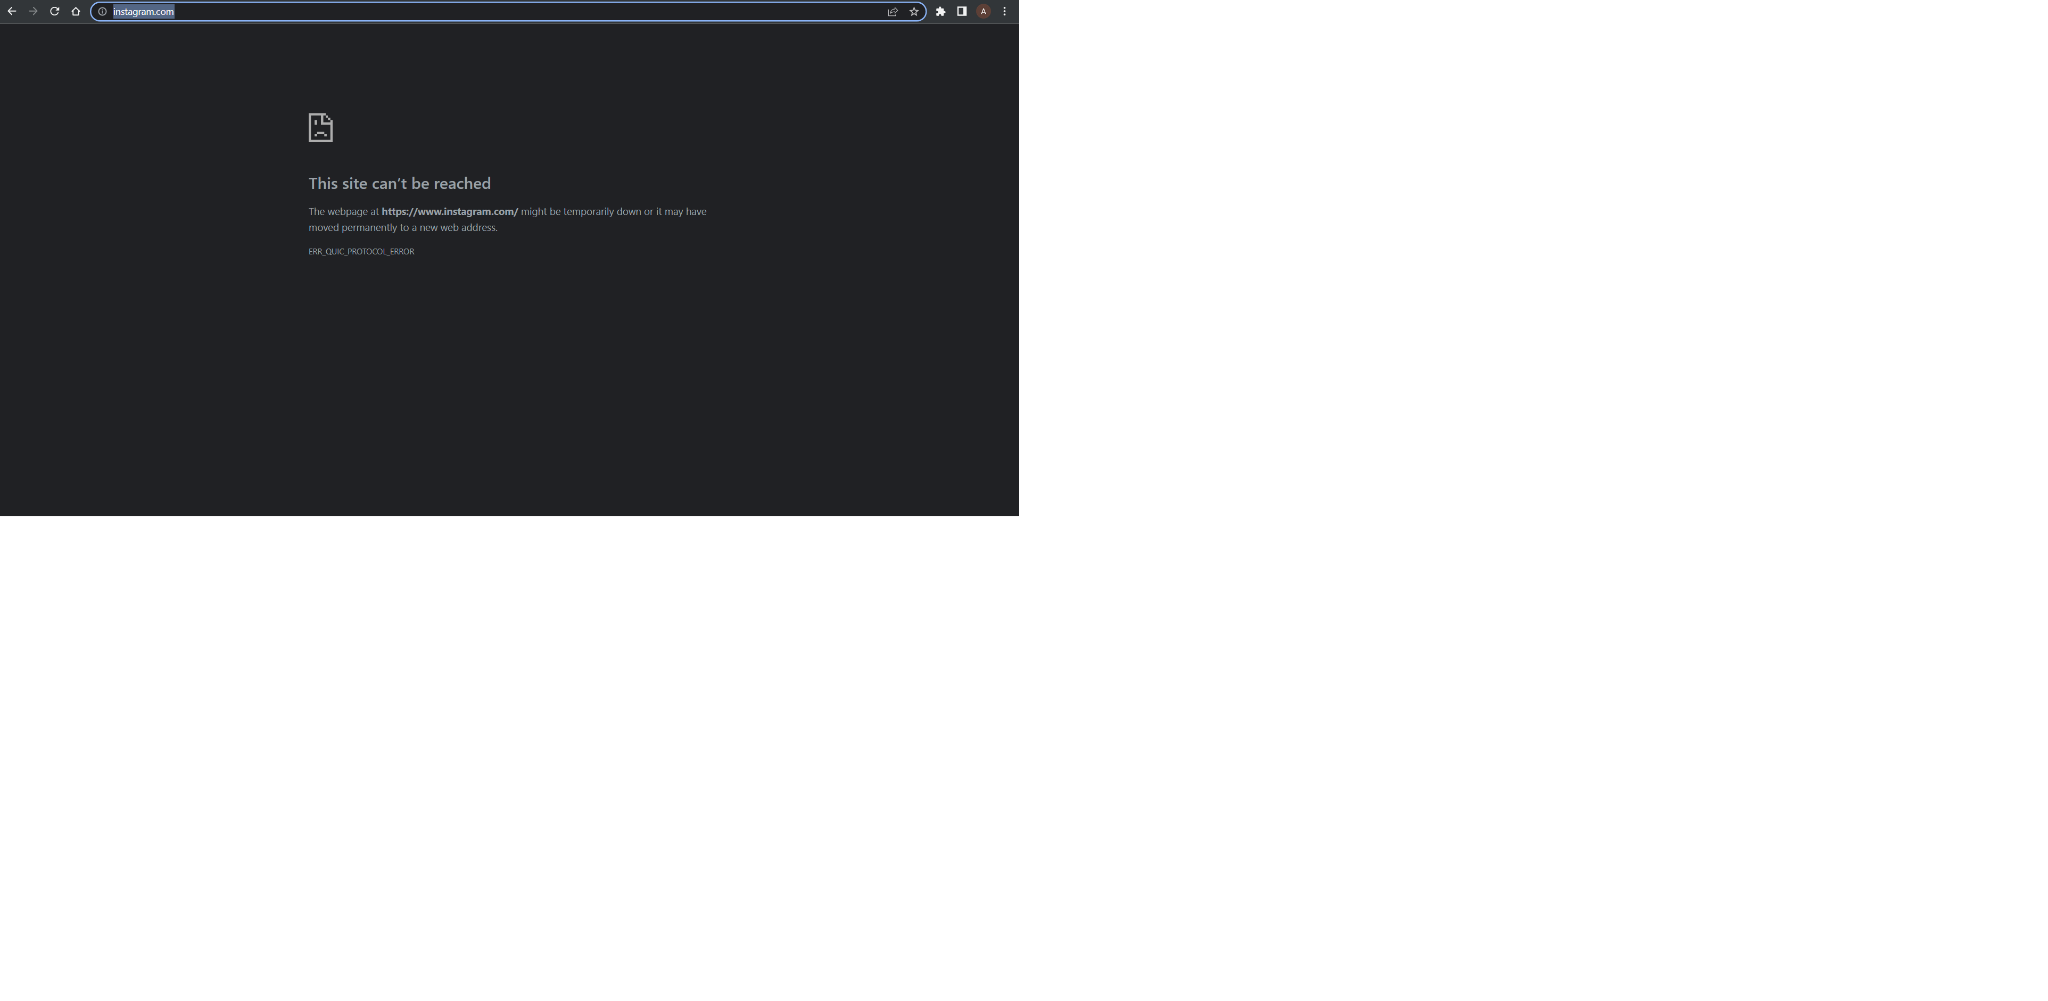 instagram.com
A
This site can’t be reached
The webpage at https://www.instagram.com/ might be temporarily down or it may have
moved permanently to a new web address.
ERR_QUIC_PROTOCOL_ERROR